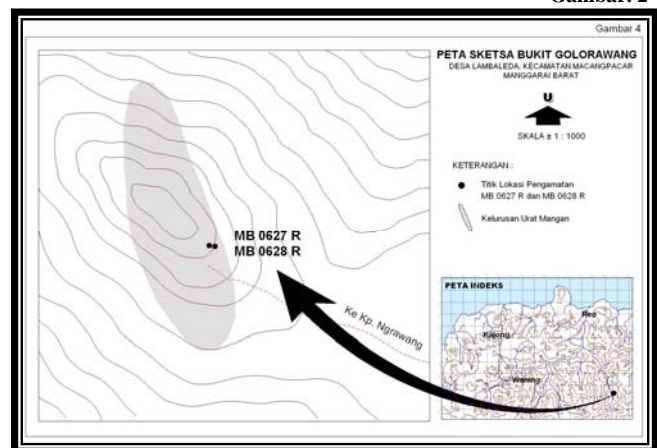 Gambar. 2
Gambar 4
PETA SKETSA BUKIT GOLORAWANG
DESA LAMBALEDA, KECAMATAN MACANGPACAR
MANGGARAI BARAT
U
SKALA ± 1 : 1000
KETERANGAN :
Titik Lokasi Pengamatan
MB 0627 R dan MB 0628 R
Kelurusan Urat Mangan
MB 0627 R
MB 0628 R
Ke Kp. Ngrawang
PETA INDEKS
Reo
Kajong
Waning